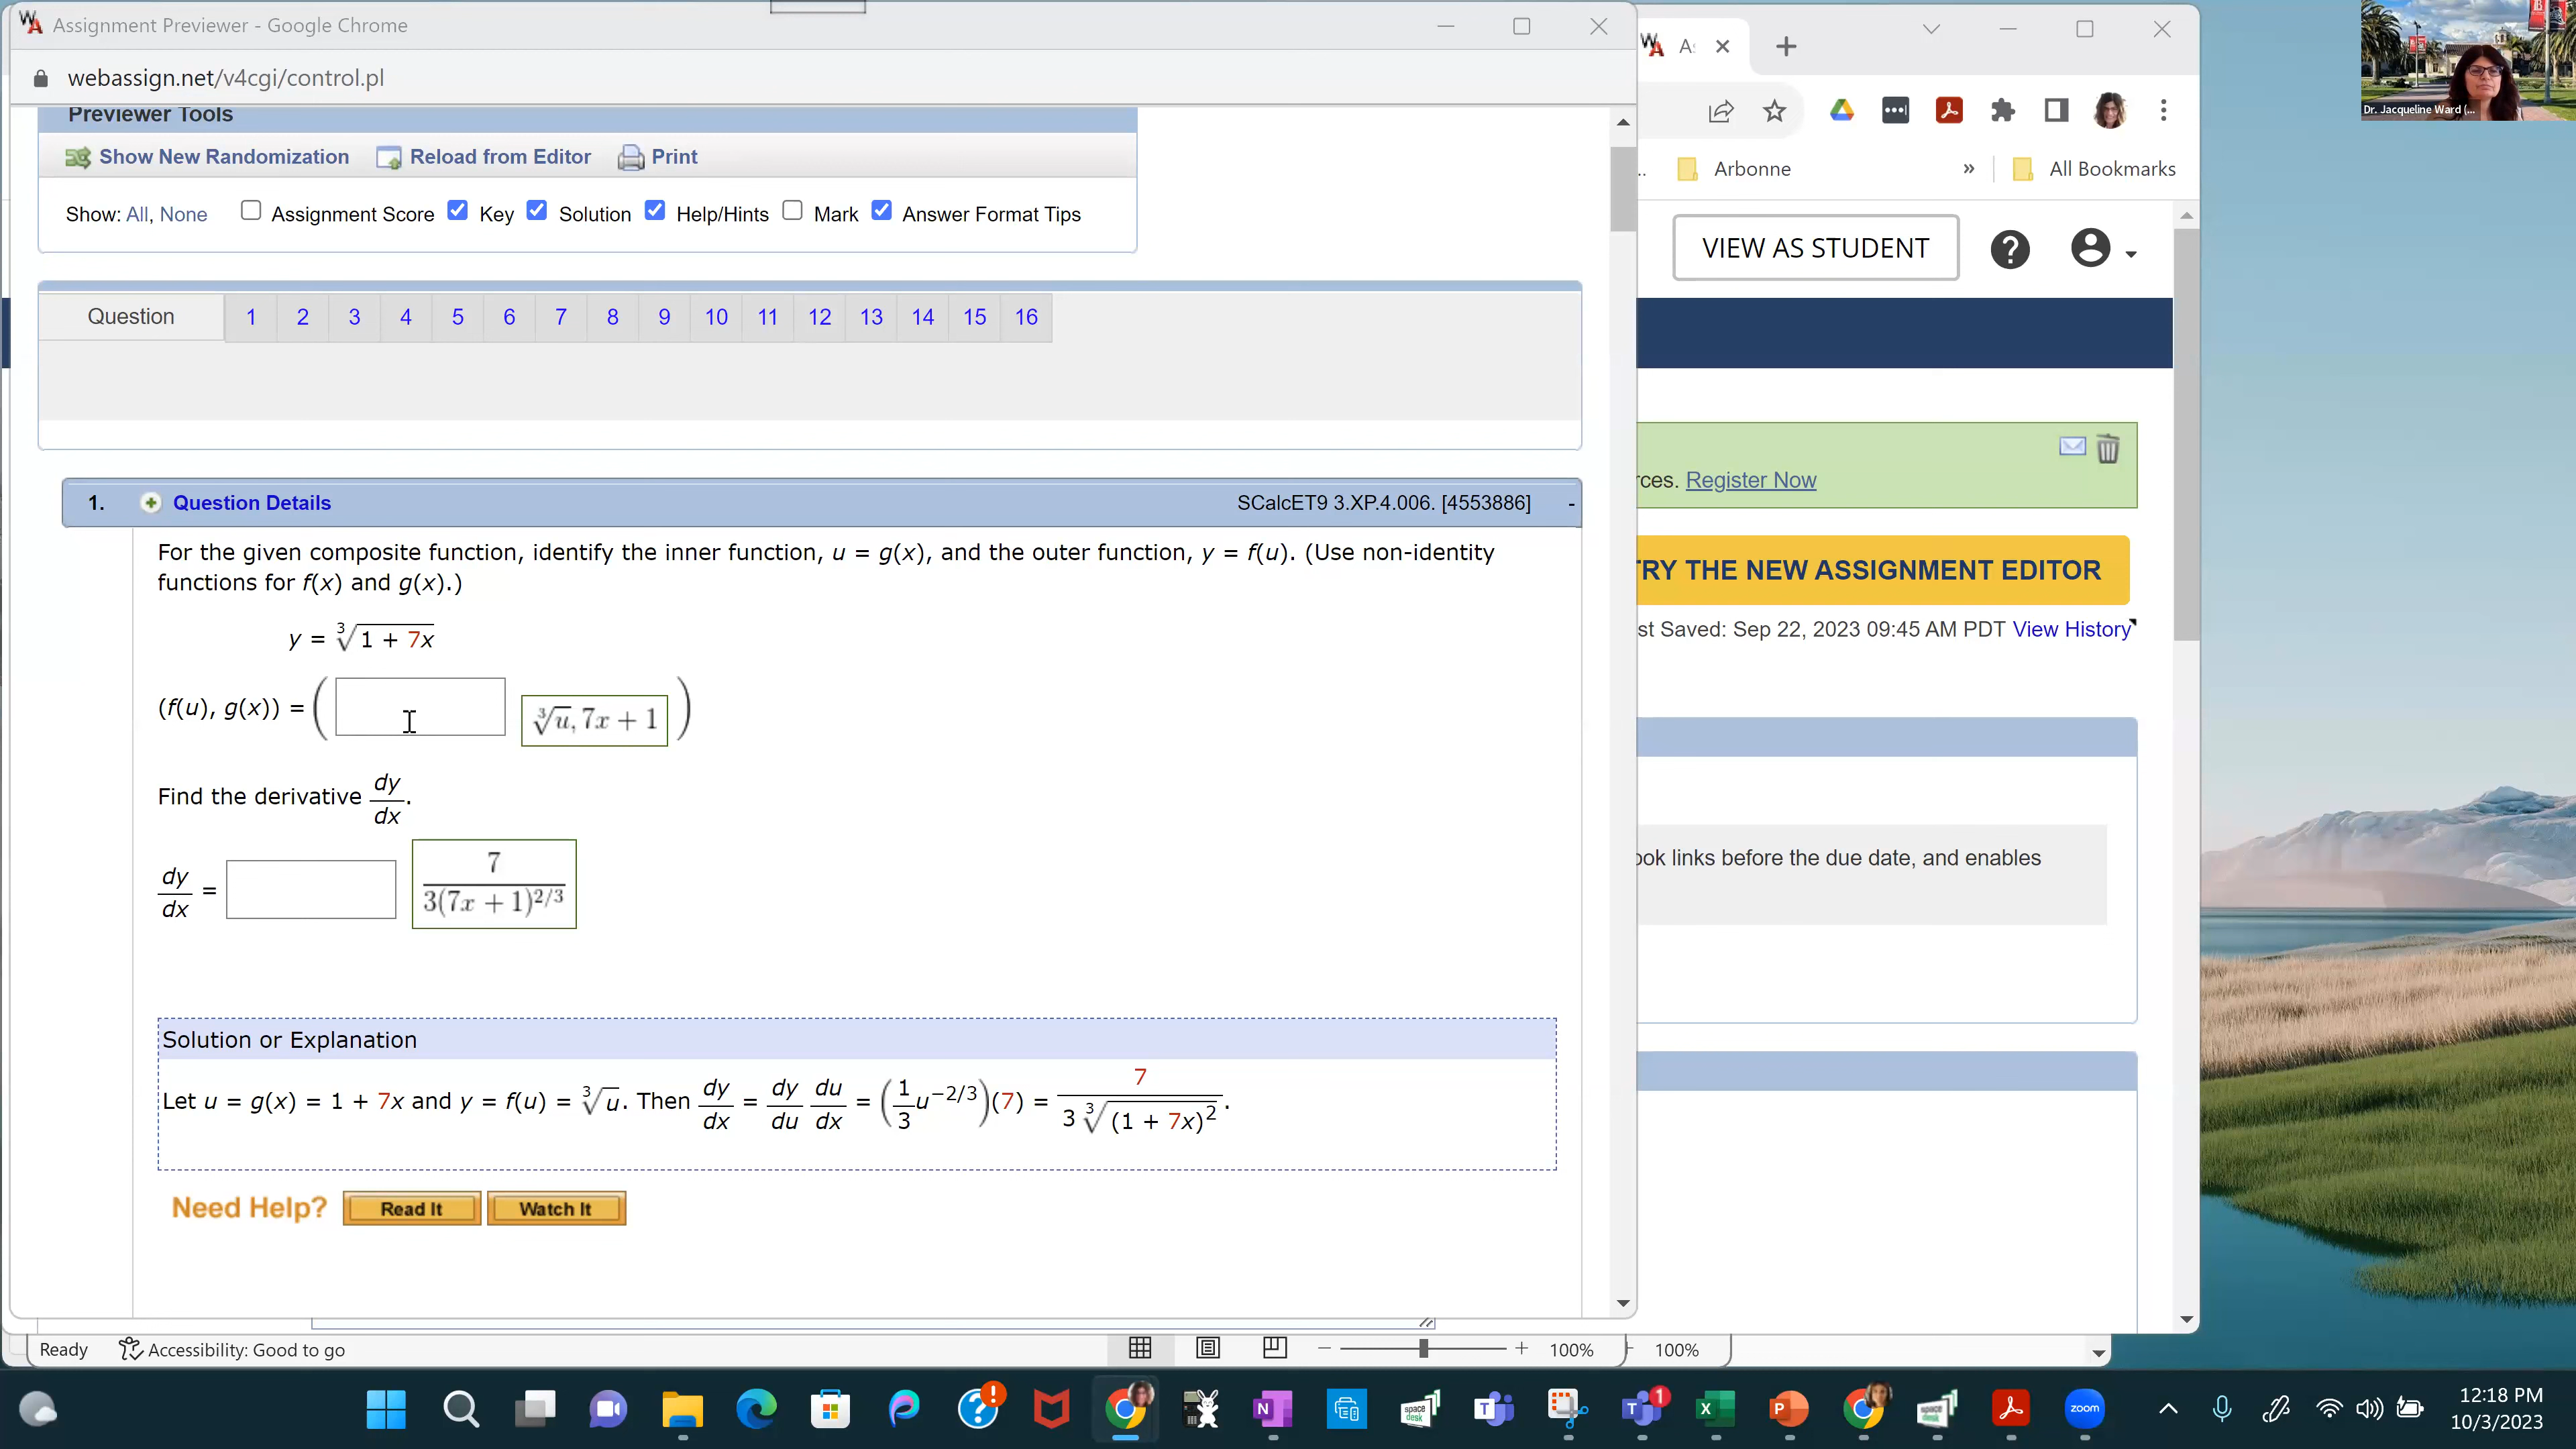 Assignment Previewer - Google Chrome
webassign.net/v4cgi/control.pl
Previewer Tools
Show New Randomization Reload from Editor Print
Show: All, None Assignment Score Key Solution Help/Hints Mark Answer Format Tips
Question 1 2 3 4 5 6 7 8 9 10 11 12 13 14 15 16
1. Question Details SCalcET9 3.XP.4.006. [4553886] -
For the given composite function, identify the inner function, u = g(x), and the outer function, y = f(u). (Use non-identity
functions for f(x) and g(x).)
y = ∛(1 + 7x)
(f(u), g(x)) = ( ∛u, 7x + 1 )
Find the derivative dy/dx.
dy/dx = 7/(3(7x + 1)^(2/3))
Solution or Explanation
Let u = g(x) = 1 + 7x and y = f(u) = ∛u. Then dy/dx = dy/du du/dx = (1/3 u^(-2/3))(7) = 7/(3 ∛((1 + 7x)^2)).
Need Help? Read It Watch It
Dr. Jacqueline Ward (...
Arbonne » All Bookmarks
VIEW AS STUDENT
rces. Register Now
TRY THE NEW ASSIGNMENT EDITOR
st Saved: Sep 22, 2023 09:45 AM PDT View History
ook links before the due date, and enables
Ready Accessibility: Good to go 100% 100%
space
desk
zoom
12:18 PM
10/3/2023